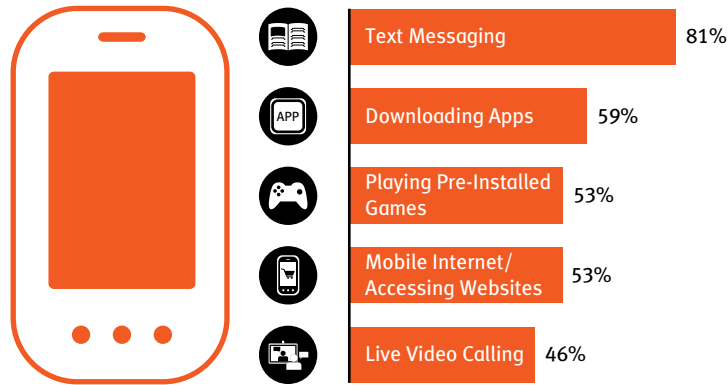 Text Messaging 81%
APP
Downloading Apps 59%
Playing Pre-Installed
Games
53%
Mobile Internet/
Accessing Websites
53%
Live Video Calling 46%